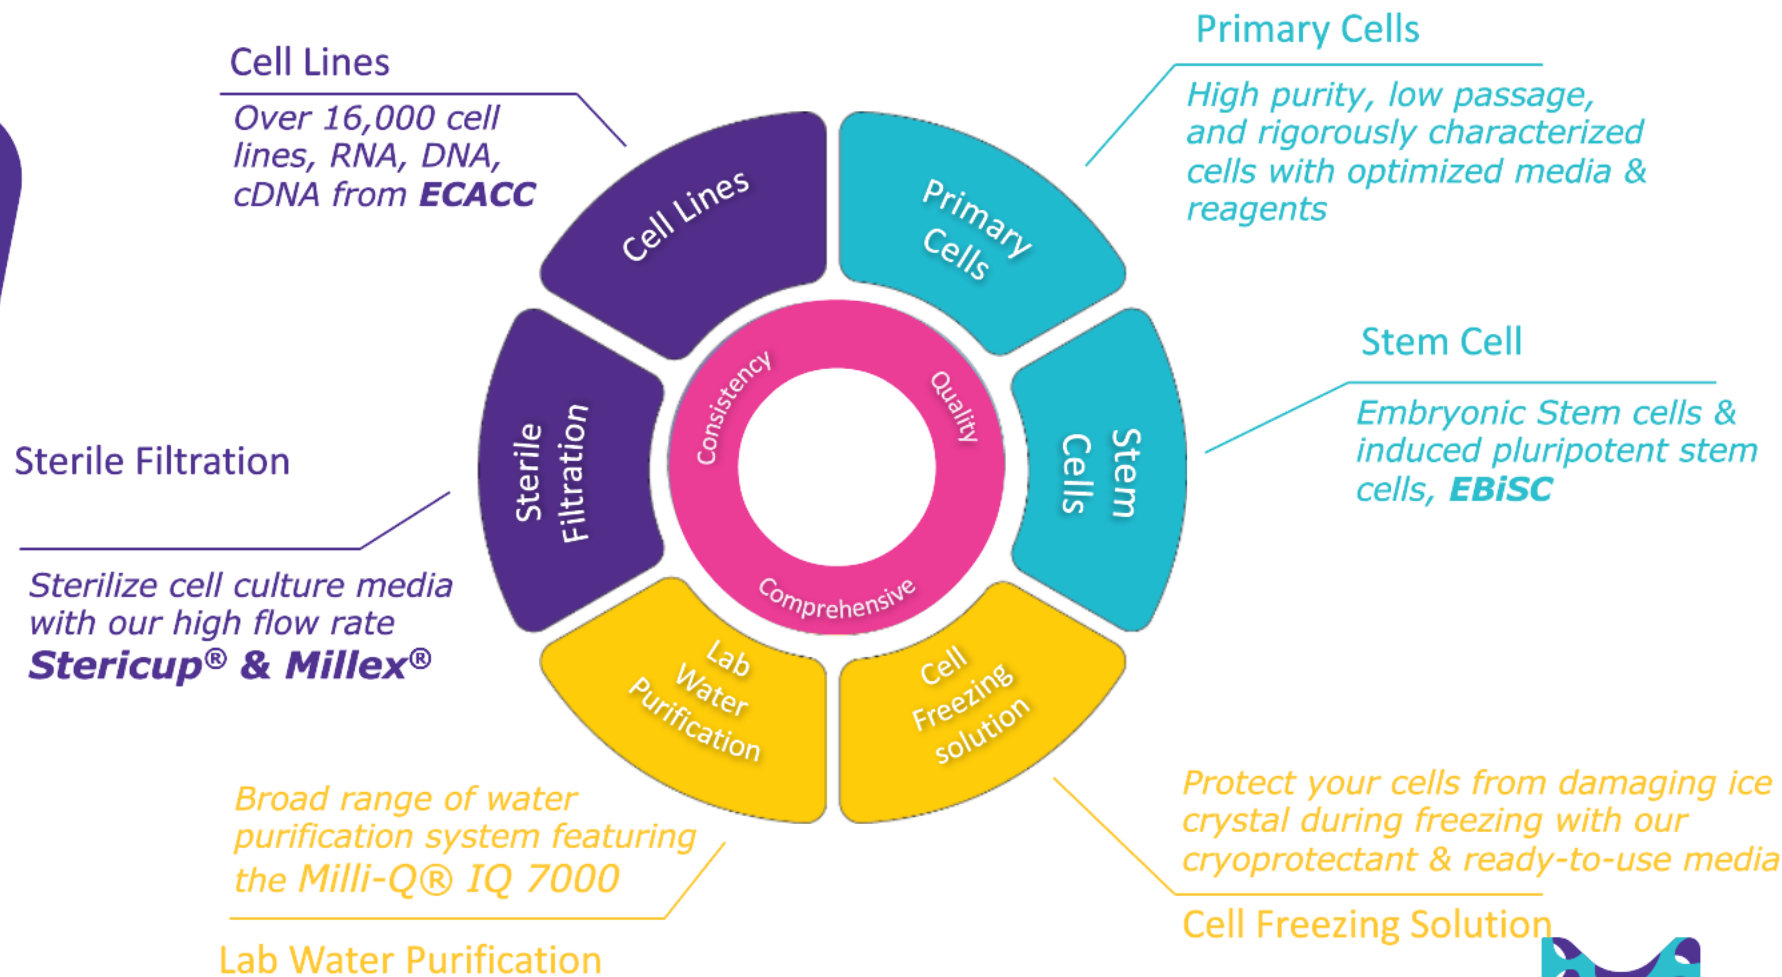 Cell Lines
Over 16,000 cell
lines, RNA, DNA,
cDNA from ECACC
Primary Cells
High purity, low passage,
and rigorously characterized
cells with optimized media &
reagents
Stem Cell
Embryonic Stem cells &
induced pluripotent stem
cells, EBiSC
Sterile Filtration
Sterilize cell culture media
with our high flow rate
Stericup® & Millex®
Cell Lines
Primary
Cells
Stem
Cells
Cell
Freezing
solution
Lab
Water
Purification
Sterile
Filtration
Consistency
Quality
Comprehensive
Broad range of water
purification system featuring
the Milli-Q® IQ 7000
Lab Water Purification
Protect your cells from damaging ice
crystal during freezing with our
cryoprotectant & ready-to-use media
Cell Freezing Solution